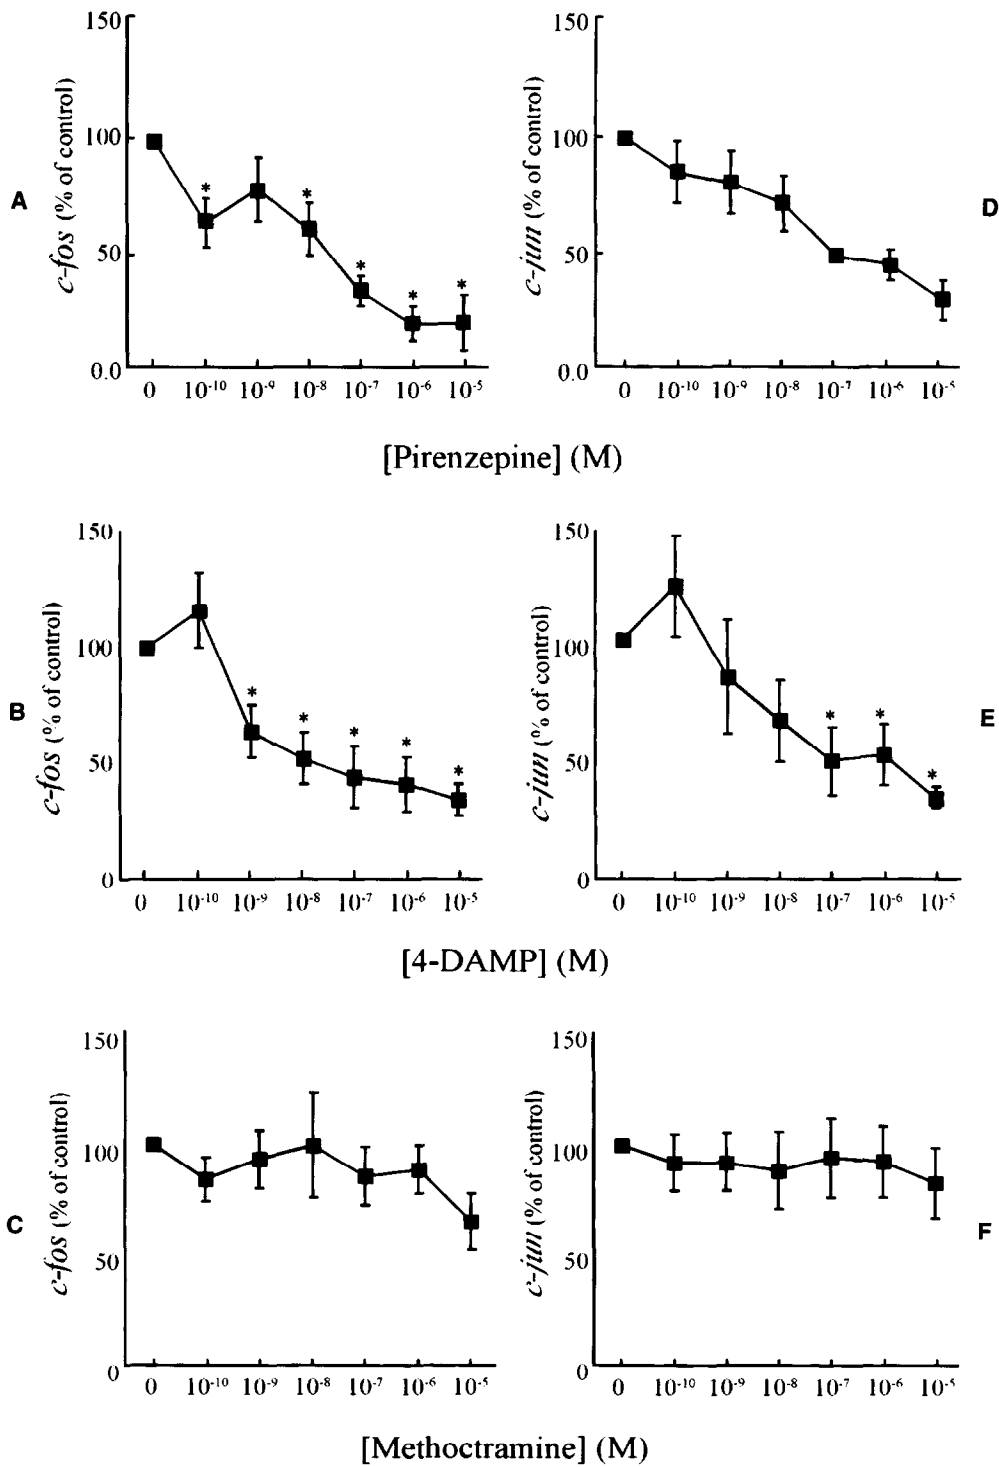 A
c-fos (% of control)
150
100
50
0.0
* * * * *
0 10-10 10-9 10-8 10-7 10-6 10-5
c-jun (% of control)
150
100
50
0.0
0 10-10 10-9 10-8 10-7 10-6 10-5
D
[Pirenzepine] (M)
B
c-fos (% of control)
150
100
50
0
* * * * *
0 10-10 10-9 10-8 10-7 10-6 10-5
c-jun (% of control)
150
100
50
0
* * *
0 10-10 10-9 10-8 10-7 10-6 10-5
E
[4-DAMP] (M)
C
c-fos (% of control)
150
100
50
0
0 10-10 10-9 10-8 10-7 10-6 10-5
c-jun (% of control)
150
100
50
0
0 10-10 10-9 10-8 10-7 10-6 10-5
F
[Methoctramine] (M)